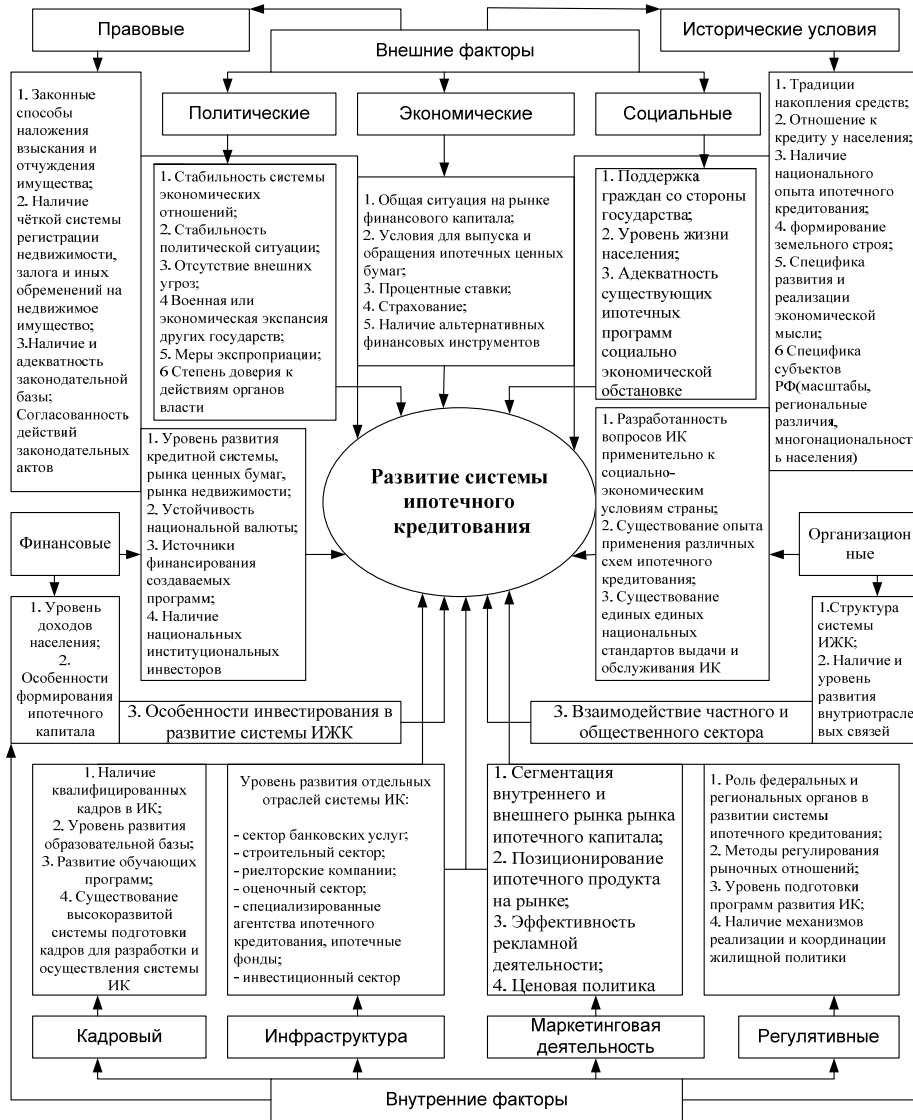 Правовые
Внешние факторы
Исторические условия
Политические
Экономические
Социальные
1. Законные
способы
наложения
взыскания и
отчуждения
имущества;
2. Наличие
чёткой системы
регистрации
недвижимости,
залога и иных
обременений на
недвижимое
имущество;
3.Наличие и
адекватность
законодательной
базы;
Согласованность
действий
законодательных
актов
1. Стабильность системы
экономических
отношений;
2. Стабильность
политической ситуации;
3. Отсутствие внешних
угроз;
4 Военная или
экономическая экспансия
других государств;
5. Меры экспроприации;
6 Степень доверия к
действиям органов
власти
1. Общая ситуация на рынке
финансового капитала;
2. Условия для выпуска и
обращения ипотечных ценных
бумаг;
3. Процентные ставки;
4. Страхование;
5. Наличие альтернативных
финансовых инструментов
1. Поддержка
граждан со стороны
государства;
2. Уровень жизни
населения;
3. Адекватность
существующих
ипотечных
программ
социально
экономической
обстановке
1. Традиции
накопления средств;
2. Отношение к
кредиту у населения;
3. Наличие
национального
опыта ипотечного
кредитования;
4. формирование
земельного строя;
5. Специфика
развития и
реализации
экономической
мысли;
6 Специфика
субъектов
РФ(масштабы,
региональные
различия,
многонациональност
ь населения)
Развитие системы
ипотечного
кредитования
Финансовые
1. Уровень развития
кредитной системы,
рынка ценных бумаг,
рынка недвижимости;
2. Устойчивость
национальной валюты;
3. Источники
финансирования
создаваемых
программ;
4. Наличие
национальных
институциональных
инвесторов
1. Разработанность
вопросов ИК
применительно к
социально-
экономическим
условиям страны;
2. Существование опыта
применения различных
схем ипотечного
кредитования;
3. Существование
единых единых
национальных
стандартов выдачи и
обслуживания ИК
Организацион
ные
1. Уровень
доходов
населения;
2.
Особенности
формирования
ипотечного
капитала
3. Особенности инвестирования в
развитие системы ИЖК
3. Взаимодействие частного и
общественного сектора
1.Структура
системы
ИЖК;
2. Наличие и
уровень
развития
внутриотрасле
вых связей
1. Наличие
квалифицированных
кадров в ИК;
2. Уровень развития
образовательной базы;
3. Развитие обучающих
программ;
4. Существование
высокоразвитой
системы подготовки
кадров для разработки и
осуществления системы
ИК
Уровень развития отдельных
отраслей системы ИК:
- сектор банковских услуг;
- строительный сектор;
- риелторские компании;
- оценочный сектор;
- специализированные
агентства ипотечного
кредитования, ипотечные
фонды;
- инвестиционный сектор
1. Сегментация
внутреннего и
внешнего рынка рынка
ипотечного капитала;
2. Позиционирование
ипотечного продукта
на рынке;
3. Эффективность
рекламной
деятельности;
4. Ценовая политика
1. Роль федеральных и
региональных органов в
развитии системы
ипотечного кредитования;
2. Методы регулирования
рыночных отношений;
3. Уровень подготовки
программ развития ИК;
4. Наличие механизмов
реализации и координации
жилищной политики
Кадровый
Инфраструктура
Маркетинговая
деятельность
Регулятивные
Внутренние факторы